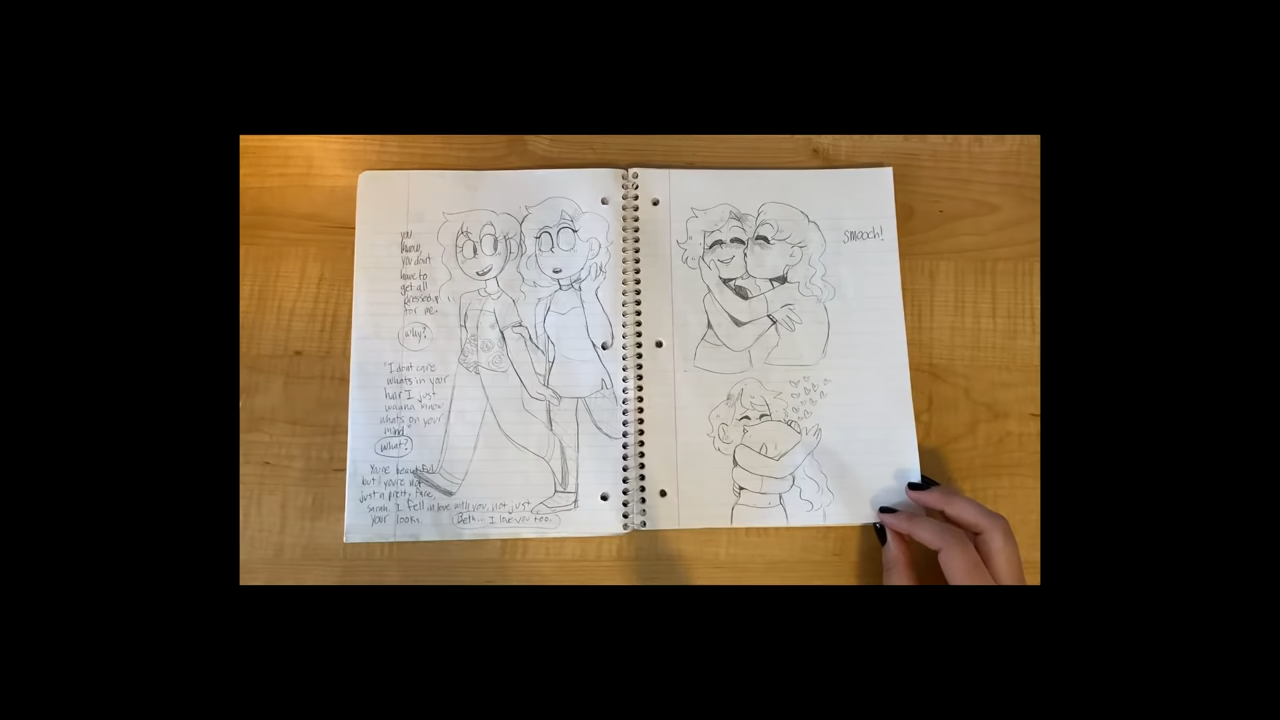 you
know,
you dont
have to
get all
dressed up
for me.
why?
"I dont care
whats in your
hair I just
wanna know
whats on your
mind"
what?
You're beautiful
but you're not
just a pretty face,
Sarah. I fell in love with you, not just
your looks.
Beth... I love you too.
smooch!